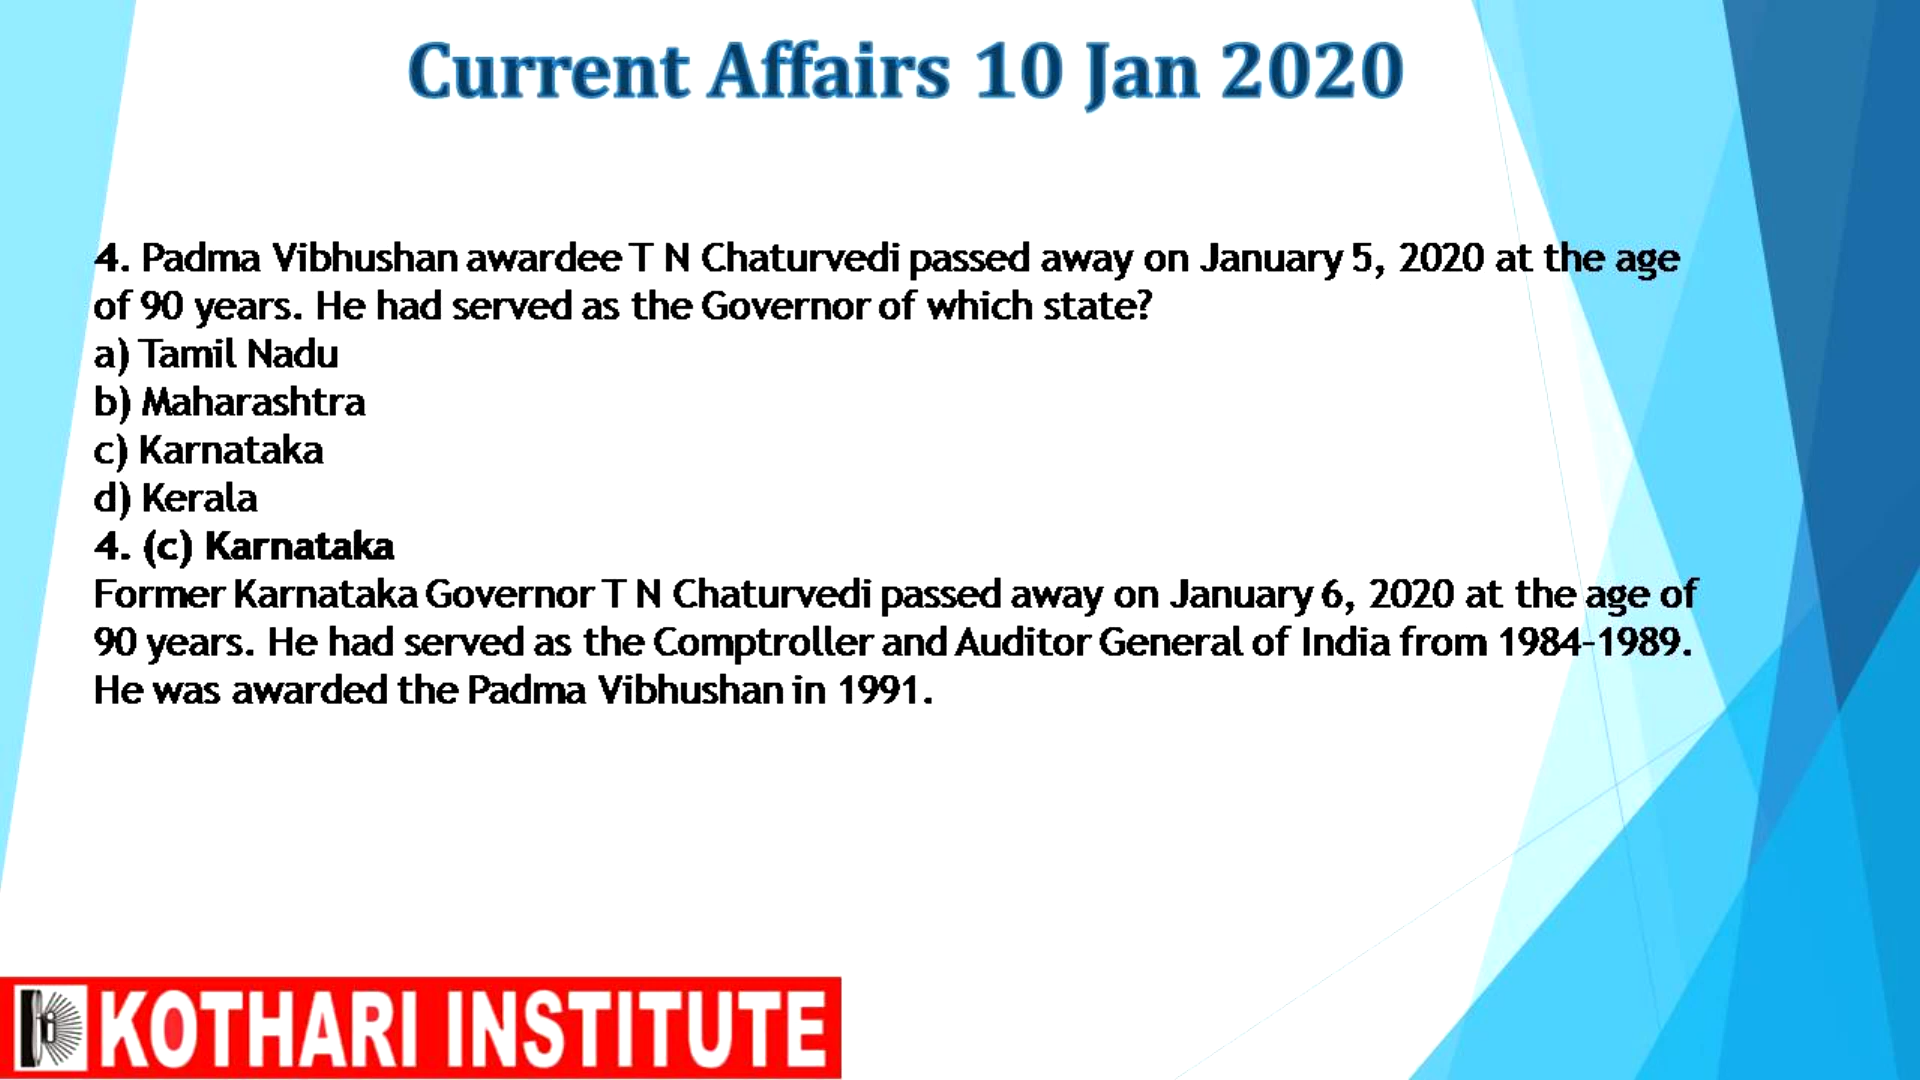 Current Affairs 10 Jan 2020
4. Padma Vibhushan awardee T N Chaturvedi passed away on January 5, 2020 at the age
of 90 years. He had served as the Governor of which state?
a) Tamil Nadu
b) Maharashtra
c) Karnataka
d) Kerala
4. (c) Karnataka
Former Karnataka Governor T N Chaturvedi passed away on January 6, 2020 at the age of
90 years. He had served as the Comptroller and Auditor General of India from 1984-1989.
He was awarded the Padma Vibhushan in 1991.
KOTHARI INSTITUTE